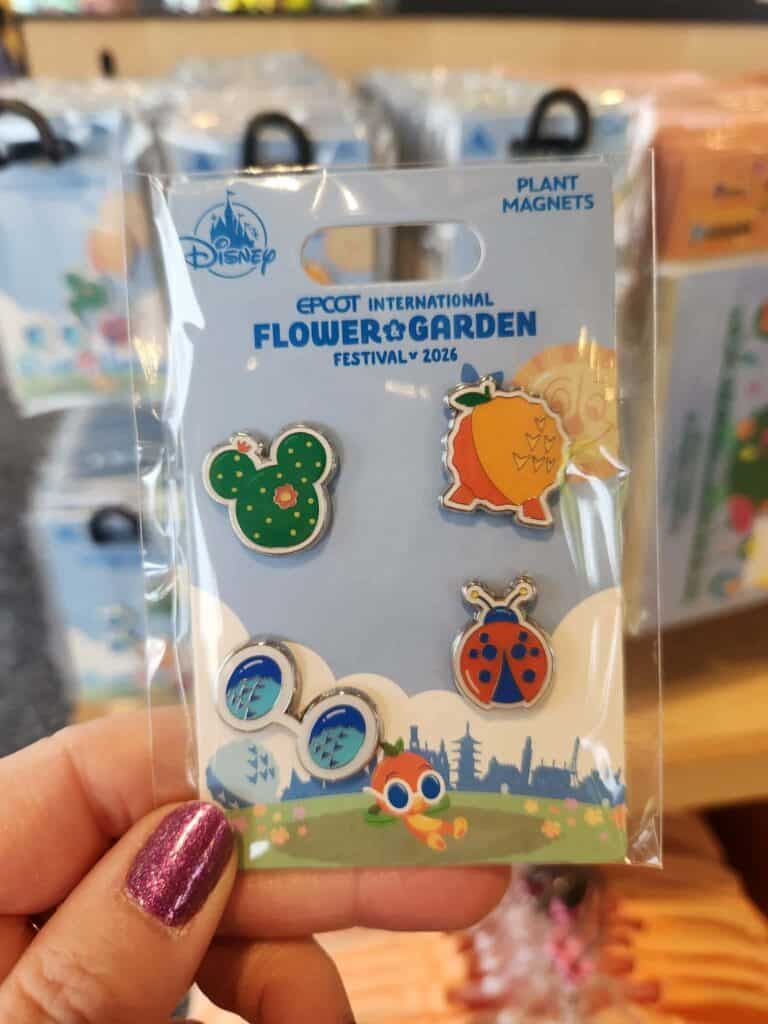 Disney
PLANT
MAGNETS
EPCOT INTERNATIONAL
FLOWER & GARDEN
FESTIVAL 2026